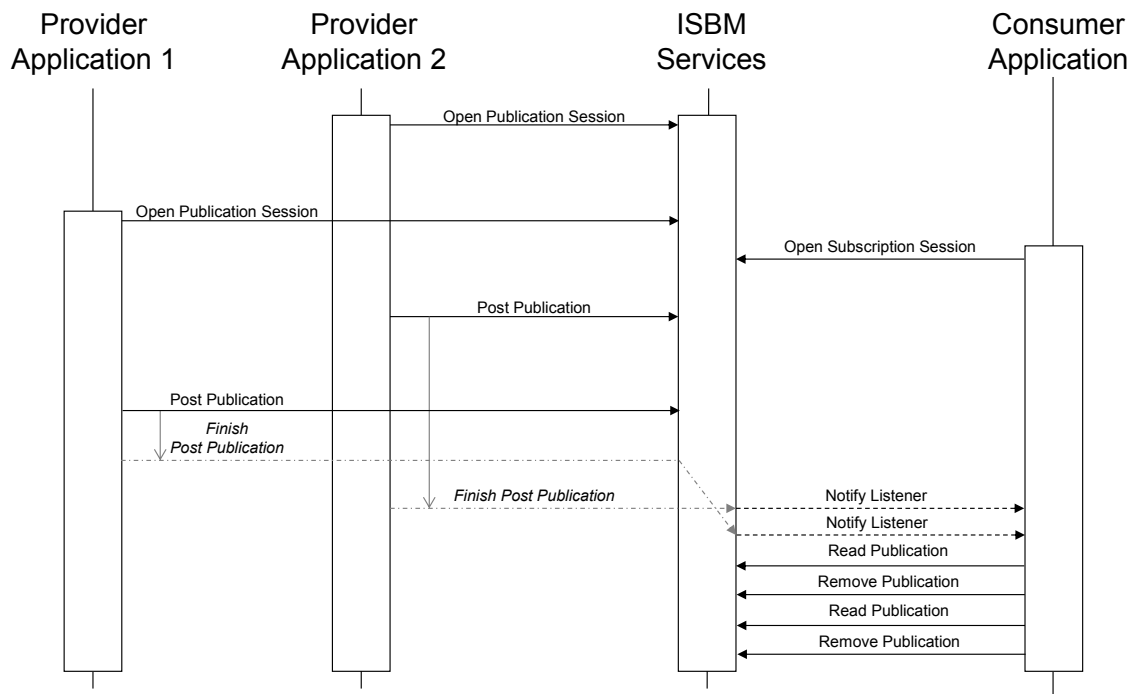 Provider
Application 1
Provider
Application 2
ISBM
Services
Consumer
Application
Open Publication Session
Open Publication Session
Open Subscription Session
Post Publication
Post Publication
Finish
Post Publication
Finish Post Publication
Notify Listener
Notify Listener
Read Publication
Remove Publication
Read Publication
Remove Publication